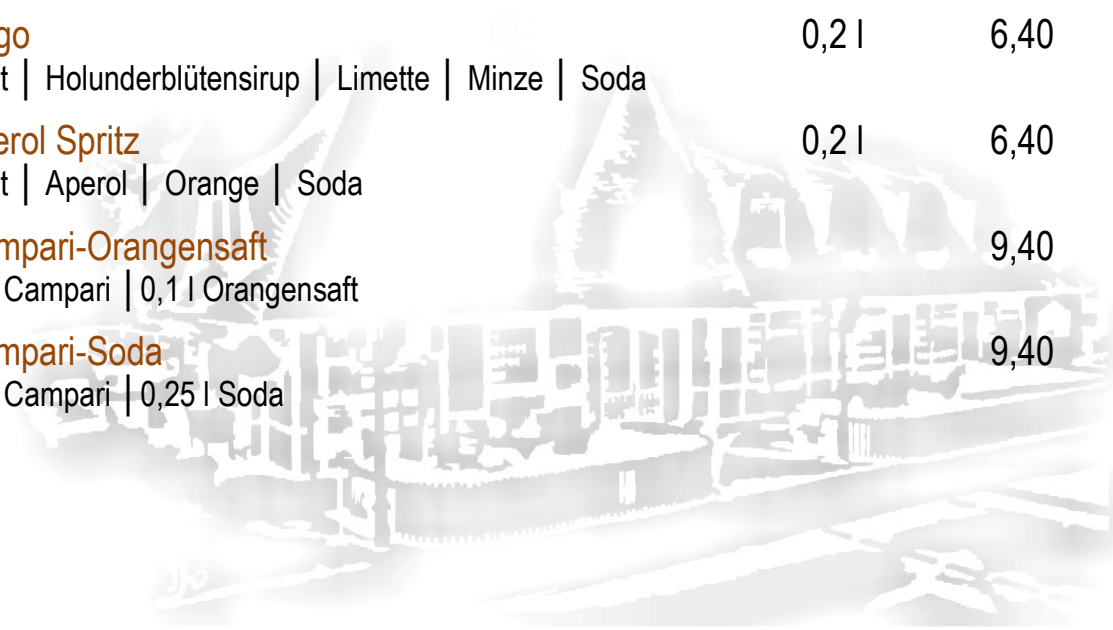 go 0,2 l 6,40
t | Holunderblütensirup | Limette | Minze | Soda
erol Spritz 0,2 l 6,40
t | Aperol | Orange | Soda
mpari-Orangensaft 9,40
Campari | 0,1 l Orangensaft
mpari-Soda 9,40
Campari | 0,25 l Soda